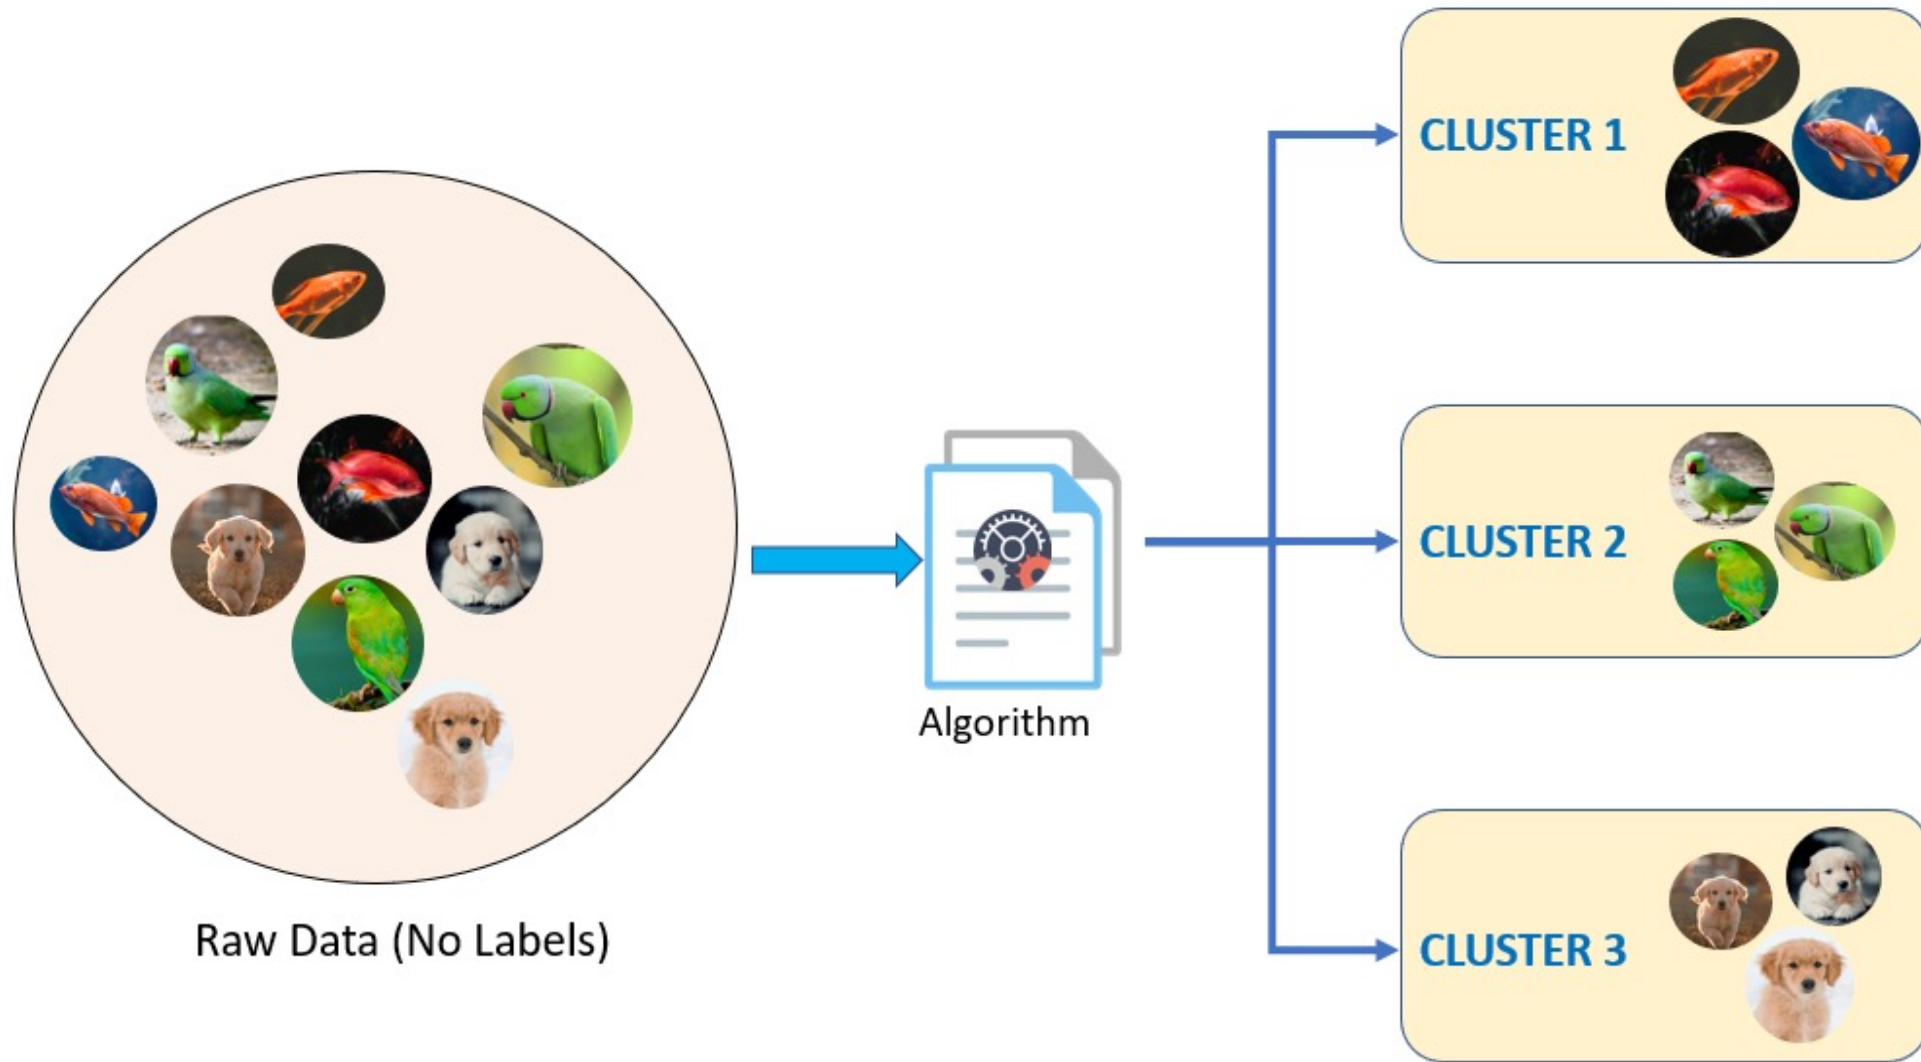 Raw Data (No Labels)
Algorithm
CLUSTER 1
CLUSTER 2
CLUSTER 3